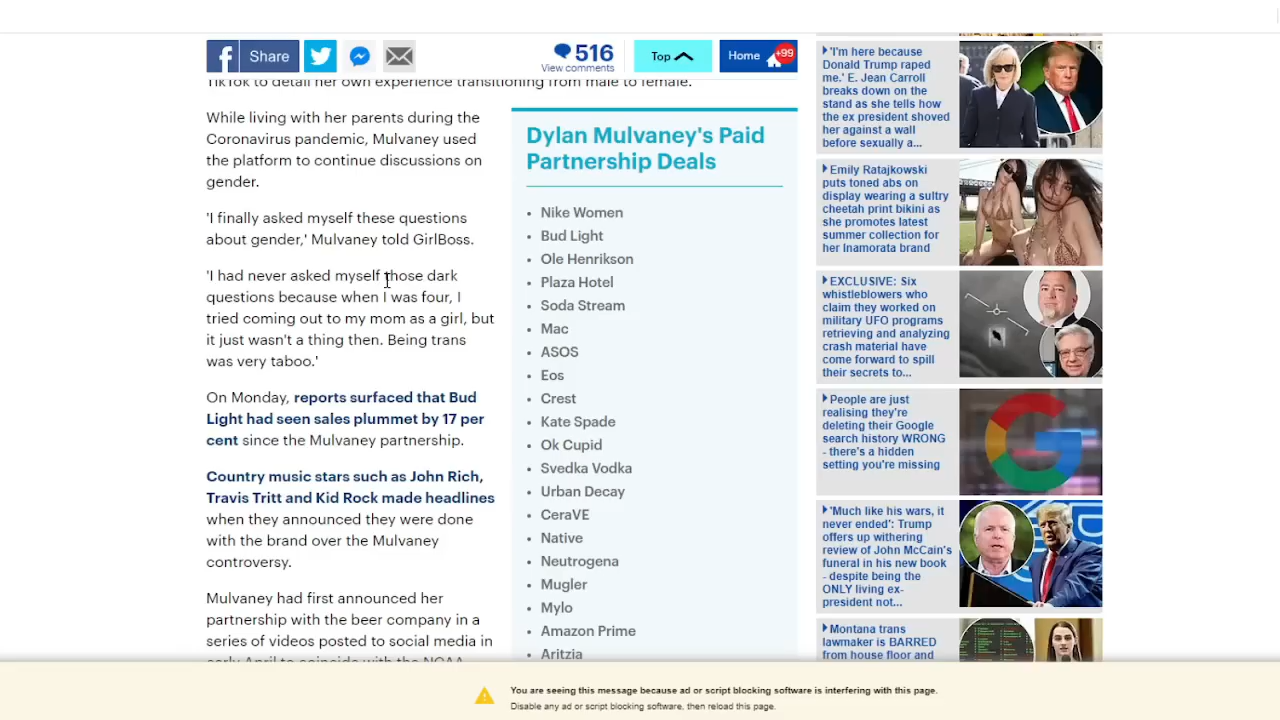 f Share
516
View comments
Top
Home
+99
TikTok to detail her own experience transitioning from male to female.
While living with her parents during the
Coronavirus pandemic, Mulvaney used
the platform to continue discussions on
gender.
'I finally asked myself these questions
about gender,' Mulvaney told GirlBoss.
'I had never asked myself those dark
questions because when I was four, I
tried coming out to my mom as a girl, but
it just wasn't a thing then. Being trans
was very taboo.'
On Monday, reports surfaced that Bud
Light had seen sales plummet by 17 per
cent since the Mulvaney partnership.
Country music stars such as John Rich,
Travis Tritt and Kid Rock made headlines
when they announced they were done
with the brand over the Mulvaney
controversy.
Mulvaney had first announced her
partnership with the beer company in a
series of videos posted to social media in
early April to coincide with the NCAA
Dylan Mulvaney's Paid
Partnership Deals
• Nike Women
• Bud Light
• Ole Henrikson
• Plaza Hotel
• Soda Stream
• Mac
• ASOS
• Eos
• Crest
• Kate Spade
• Ok Cupid
• Svedka Vodka
• Urban Decay
• CeraVE
• Native
• Neutrogena
• Mugler
• Mylo
• Amazon Prime
• Aritzia
'I'm here because
Donald Trump raped
me.' E. Jean Carroll
breaks down on the
stand as she tells how
the ex president shoved
her against a wall
before sexually a...
Emily Ratajkowski
puts toned abs on
display wearing a sultry
cheetah print bikini as
she promotes latest
summer collection for
her Inamorata brand
EXCLUSIVE: Six
whistleblowers who
claim they worked on
military UFO programs
retrieving and analyzing
crash material have
come forward to spill
their secrets to...
People are just
realising they're
deleting their Google
search history WRONG
- there's a hidden
setting you're missing
'Much like his wars, it
never ended': Trump
offers up withering
review of John McCain's
funeral in his new book
- despite being the
ONLY living ex-
president not...
Montana trans
lawmaker is BARRED
from house floor and
You are seeing this message because ad or script blocking software is interfering with this page.
Disable any ad or script blocking software, then reload this page.